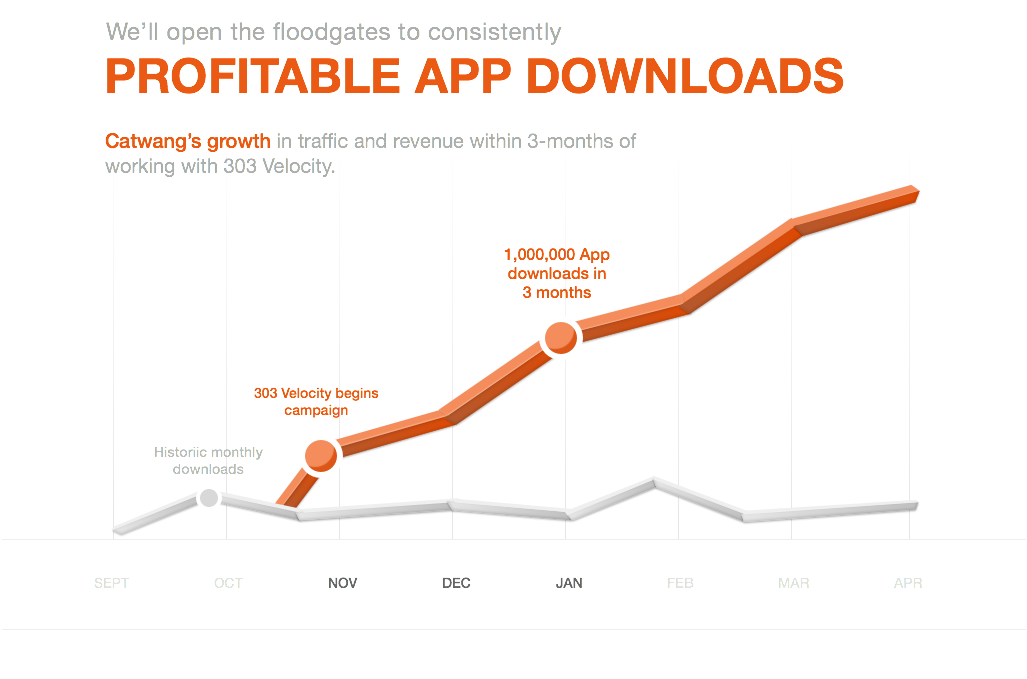 We’ll open the floodgates to consistently
PROFITABLE APP DOWNLOADS
Catwang’s growth in traffic and revenue within 3-months of
working with 303 Velocity.
1,000,000 App
downloads in
3 months
303 Velocity begins
campaign
Historiic monthly
downloads
SEPT OCT NOV DEC JAN FEB MAR APR